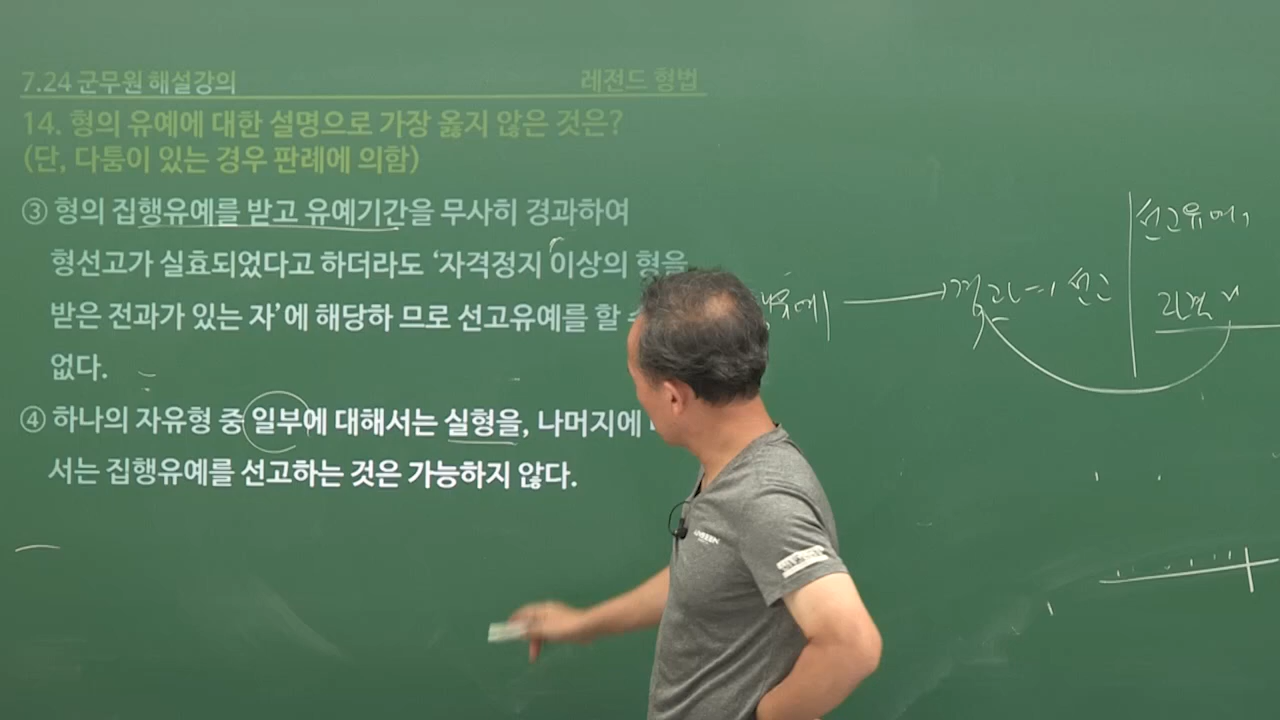 7.24 군무원 해설강의
레전드 형법
14. 형의 유예에 대한 설명으로 가장 옳지 않은 것은?
(단, 다툼이 있는 경우 판례에 의함)
③ 형의 집행유예를 받고 유예기간을 무사히 경과하여
형선고가 실효되었다고 하더라도 ‘자격정지 이상의 형을
받은 전과가 있는 자’에 해당하 므로 선고유예를 할
없다.
④ 하나의 자유형 중 일부에 대해서는 실형을, 나머지에
서는 집행유예를 선고하는 것은 가능하지 않다.
유예
선고
선고유예